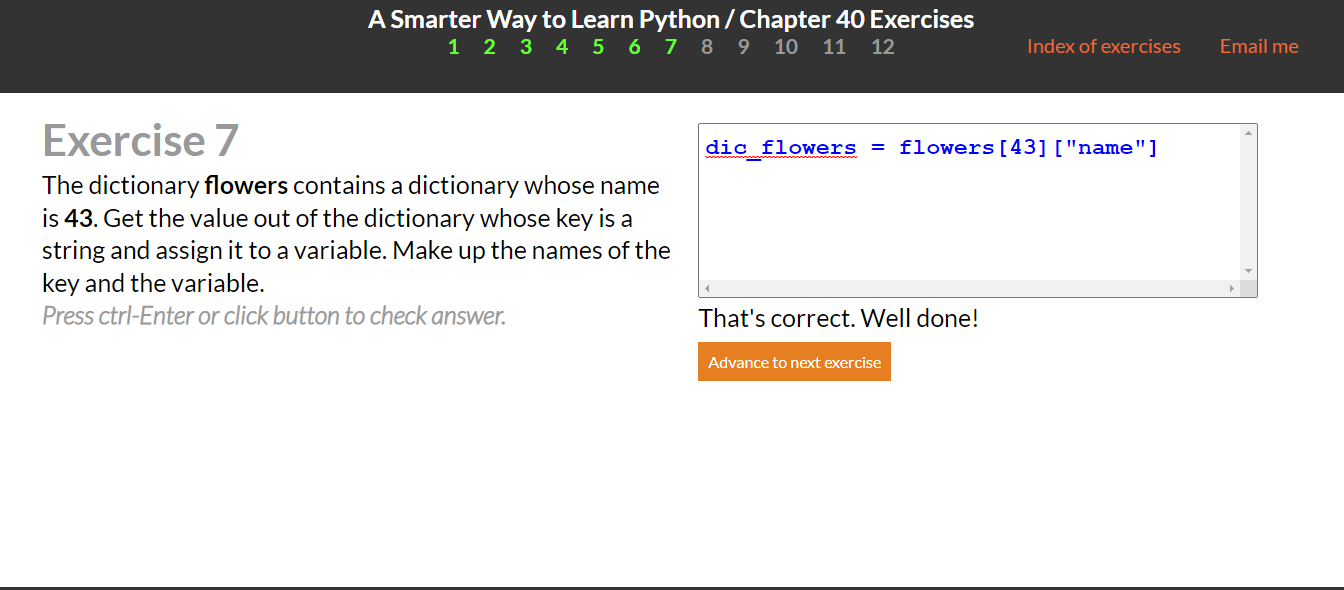 A Smarter Way to Learn Python / Chapter 40 Exercises
1 2 3 4 5 6 7 8 9 10 11 12
Index of exercises Email me
Exercise 7
The dictionary flowers contains a dictionary whose name
is 43. Get the value out of the dictionary whose key is a
string and assign it to a variable. Make up the names of the
key and the variable.
Press ctrl-Enter or click button to check answer.
dic_flowers = flowers[43]["name"]
That's correct. Well done!
Advance to next exercise